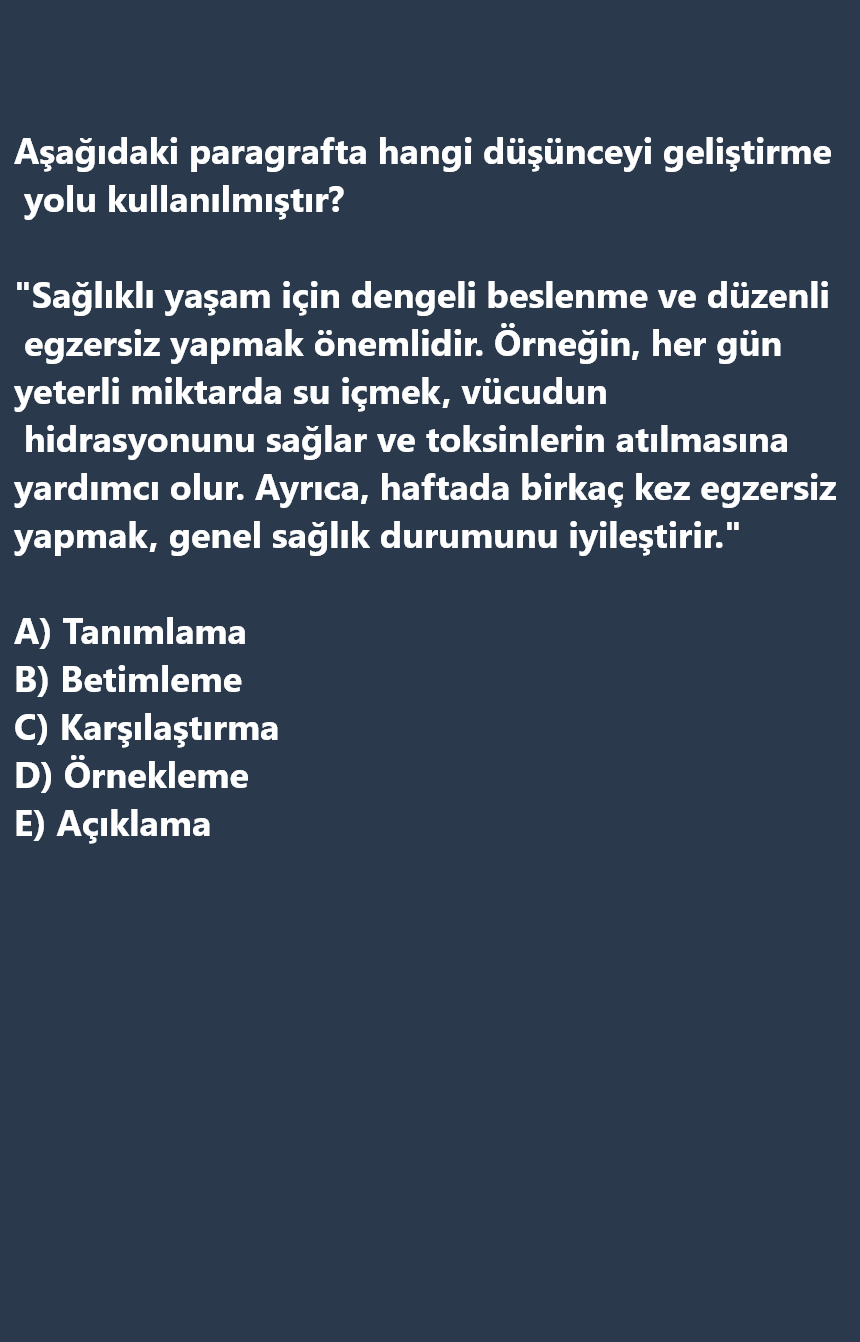 Aşağıdaki paragrafta hangi düşünceyi geliştirme
yolu kullanılmıştır?
"Sağlıklı yaşam için dengeli beslenme ve düzenli
egzersiz yapmak önemlidir. Örneğin, her gün
yeterli miktarda su içmek, vücudun
hidrasyonunu sağlar ve toksinlerin atılmasına
yardımcı olur. Ayrıca, haftada birkaç kez egzersiz
yapmak, genel sağlık durumunu iyileştirir."
A) Tanımlama
B) Betimleme
C) Karşılaştırma
D) Örnekleme
E) Açıklama